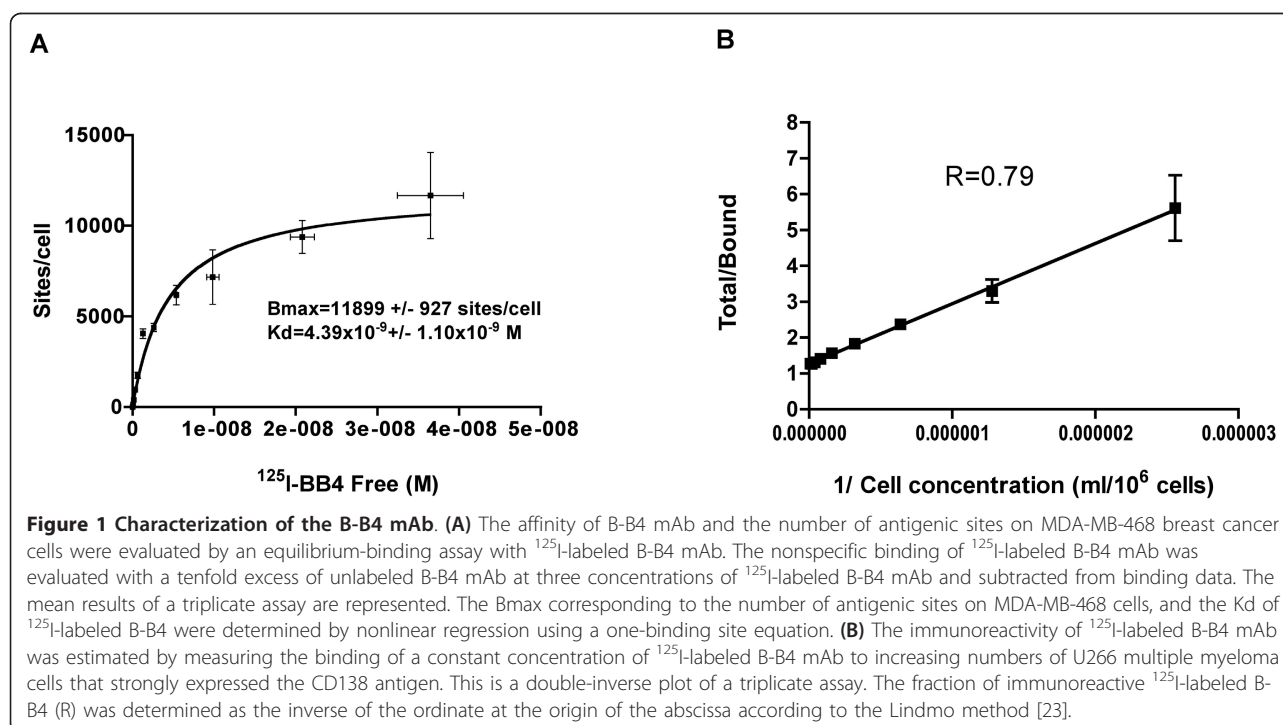 A
B
15000
10000
5000
0
Sites/cell
Bmax=11899 +/- 927 sites/cell
Kd=4.39x10⁻⁹+/- 1.10x10⁻⁹ M
0 1e-008 2e-008 3e-008 4e-008 5e-008
¹²⁵I-BB4 Free (M)
8
7
6
5
4
3
2
1
0
Total/Bound
R=0.79
0.000000 0.000001 0.000002 0.000003
1/ Cell concentration (ml/10⁶ cells)
Figure 1 Characterization of the B-B4 mAb. (A) The affinity of B-B4 mAb and the number of antigenic sites on MDA-MB-468 breast cancer
cells were evaluated by an equilibrium-binding assay with ¹²⁵I-labeled B-B4 mAb. The nonspecific binding of ¹²⁵I-labeled B-B4 mAb was
evaluated with a tenfold excess of unlabeled B-B4 mAb at three concentrations of ¹²⁵I-labeled B-B4 mAb and subtracted from binding data. The
mean results of a triplicate assay are represented. The Bmax corresponding to the number of antigenic sites on MDA-MB-468 cells, and the Kd of
¹²⁵I-labeled B-B4 were determined by nonlinear regression using a one-binding site equation. (B) The immunoreactivity of ¹²⁵I-labeled B-B4 mAb
was estimated by measuring the binding of a constant concentration of ¹²⁵I-labeled B-B4 mAb to increasing numbers of U266 multiple myeloma
cells that strongly expressed the CD138 antigen. This is a double-inverse plot of a triplicate assay. The fraction of immunoreactive ¹²⁵I-labeled B-
B4 (R) was determined as the inverse of the ordinate at the origin of the abscissa according to the Lindmo method [23].